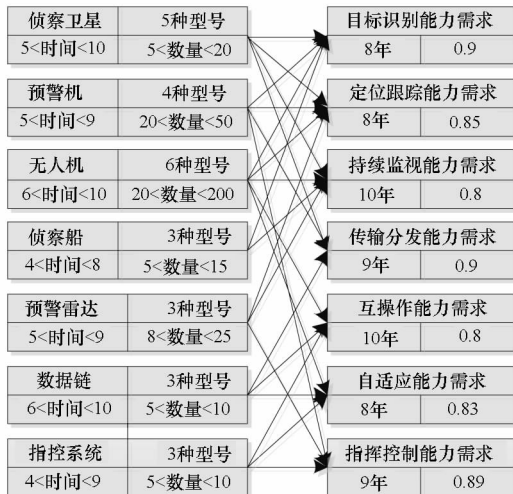 侦察卫星 5种型号 目标识别能力需求
5<时间<10 5<数量<20 8年 0.9
预警机 4种型号 定位跟踪能力需求
5<时间<9 20<数量<50 8年 0.85
无人机 6种型号 持续监视能力需求
6<时间<10 20<数量<200 10年 0.8
侦察船 3种型号 传输分发能力需求
4<时间<8 5<数量<15 9年 0.9
预警雷达 3种型号 互操作能力需求
5<时间<9 8<数量<25 10年 0.8
数据链 3种型号 自适应能力需求
6<时间<10 5<数量<10 8年 0.83
指控系统 3种型号 指挥控制能力需求
4<时间<9 5<数量<10 9年 0.89